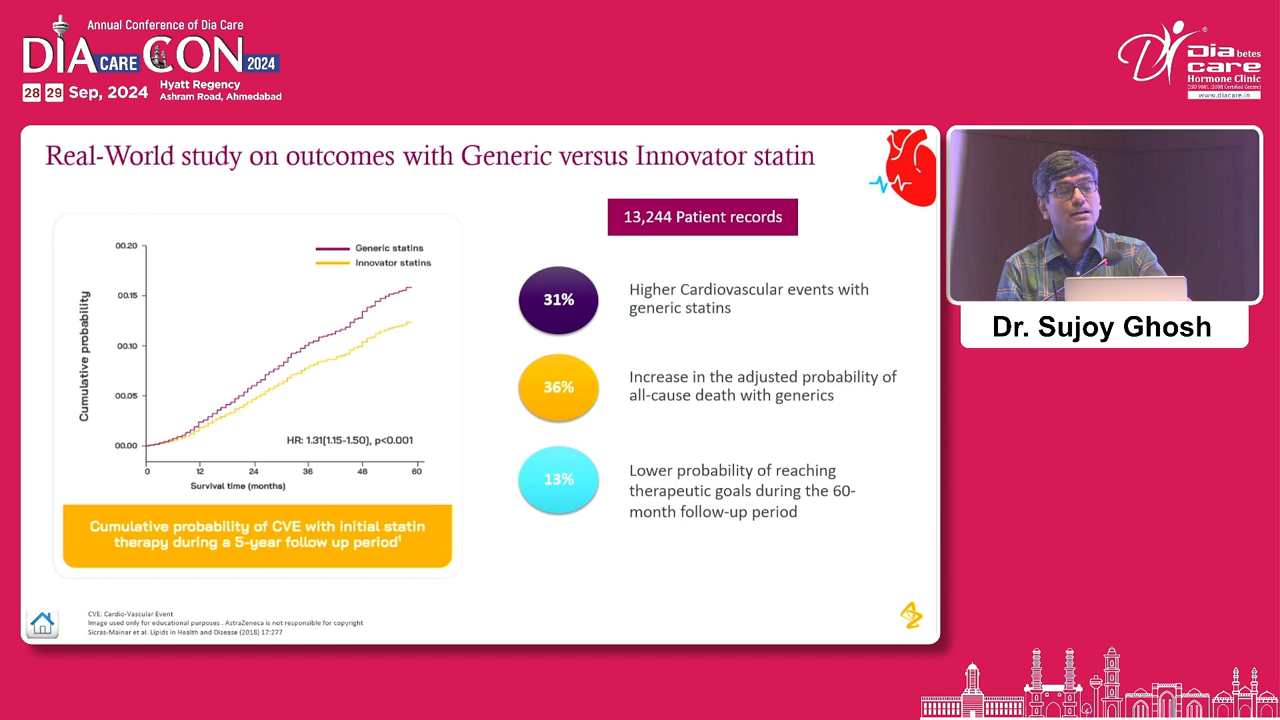 Annual Conference of Dia Care
DIA CARE CON 2024
28 29 Sep, 2024
Hyatt Regency
Ashram Road, Ahmedabad
Diabetes
care
Hormone Clinic
(ISO 9001 :2008 Certified Centre)
www.diacare.in
Real-World study on outcomes with Generic versus Innovator statin
13,244 Patient records
Cumulative probability
00.20
00.15
00.10
00.05
00.00
Generic statins
Innovator statins
HR: 1.31(1.15-1.50), p<0.001
0 12 24 36 48 60
Survival time (months)
Cumulative probability of CVE with initial statin
therapy during a 5-year follow up period¹
31%
Higher Cardiovascular events with
generic statins
36%
Increase in the adjusted probability of
all-cause death with generics
13%
Lower probability of reaching
therapeutic goals during the 60-
month follow-up period
CVE: Cardio-Vascular Event
Image used only for educational purposes . AstraZeneca is not responsible for copyright
Sicras-Mainar et al. Lipids in Health and Disease (2018) 17:277
Dr. Sujoy Ghosh